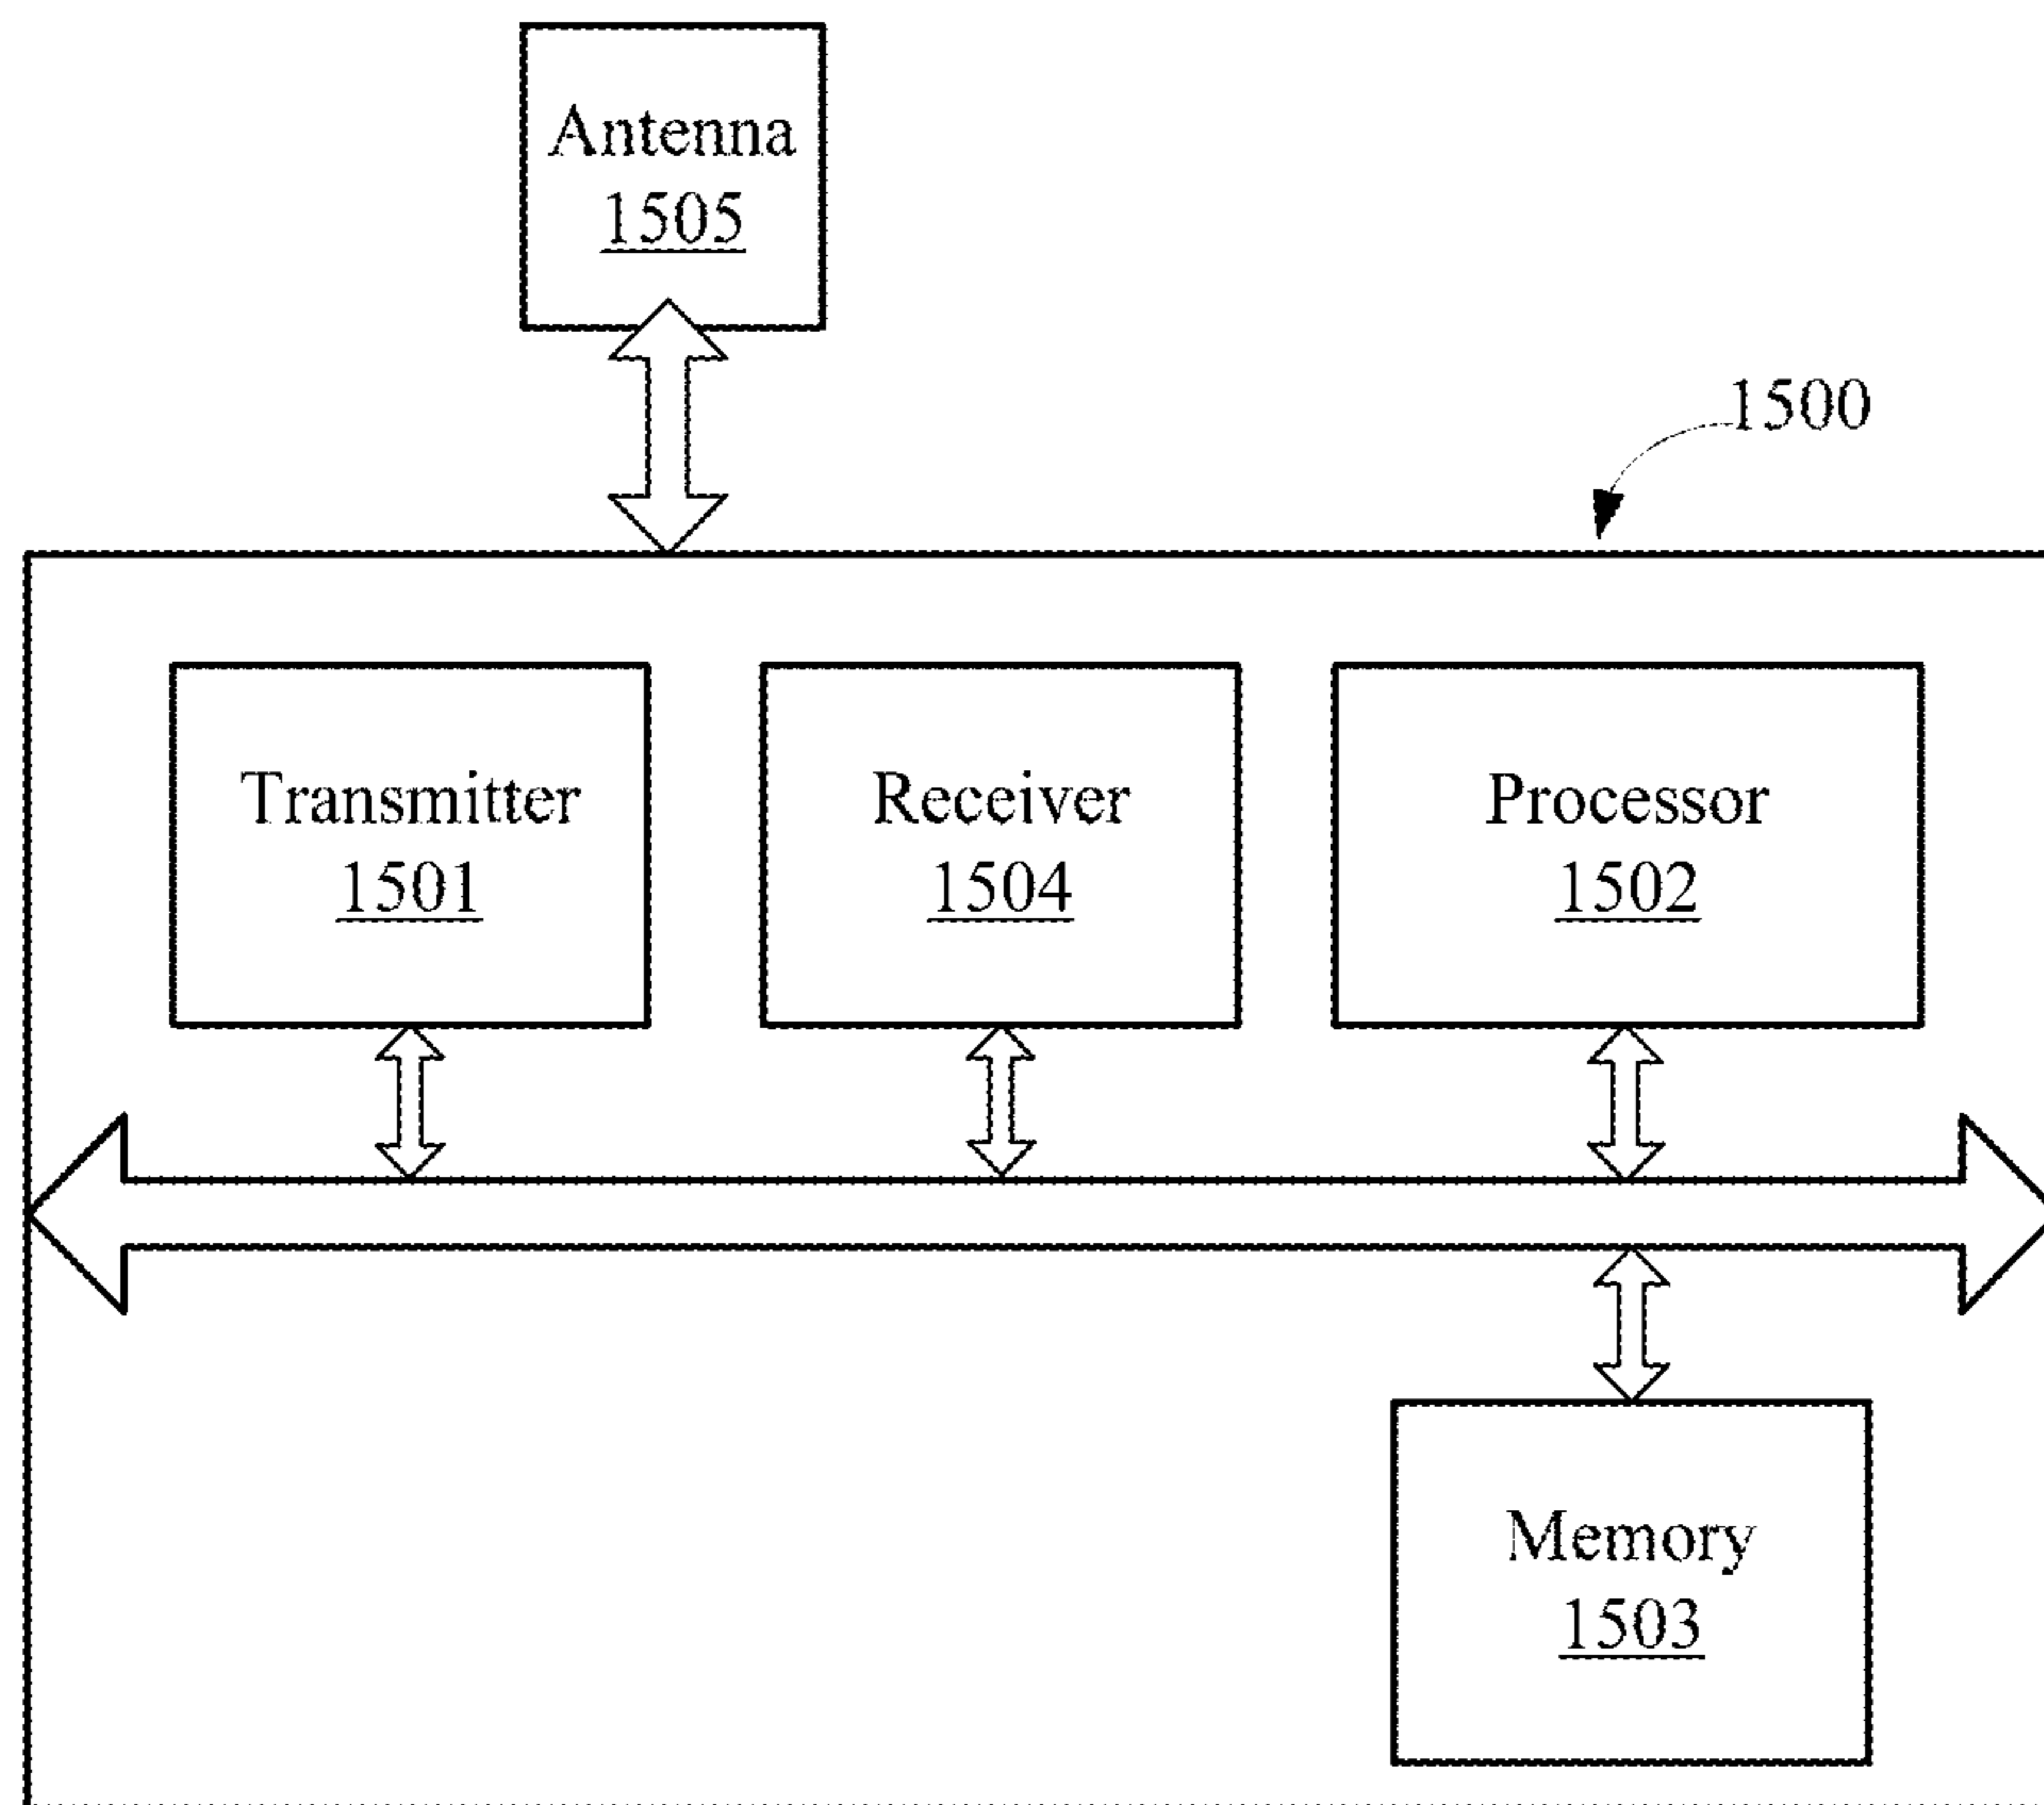 Antenna
1505
1500
Transmitter
1501
Receiver
1504
Processor
1502
Memory
1503